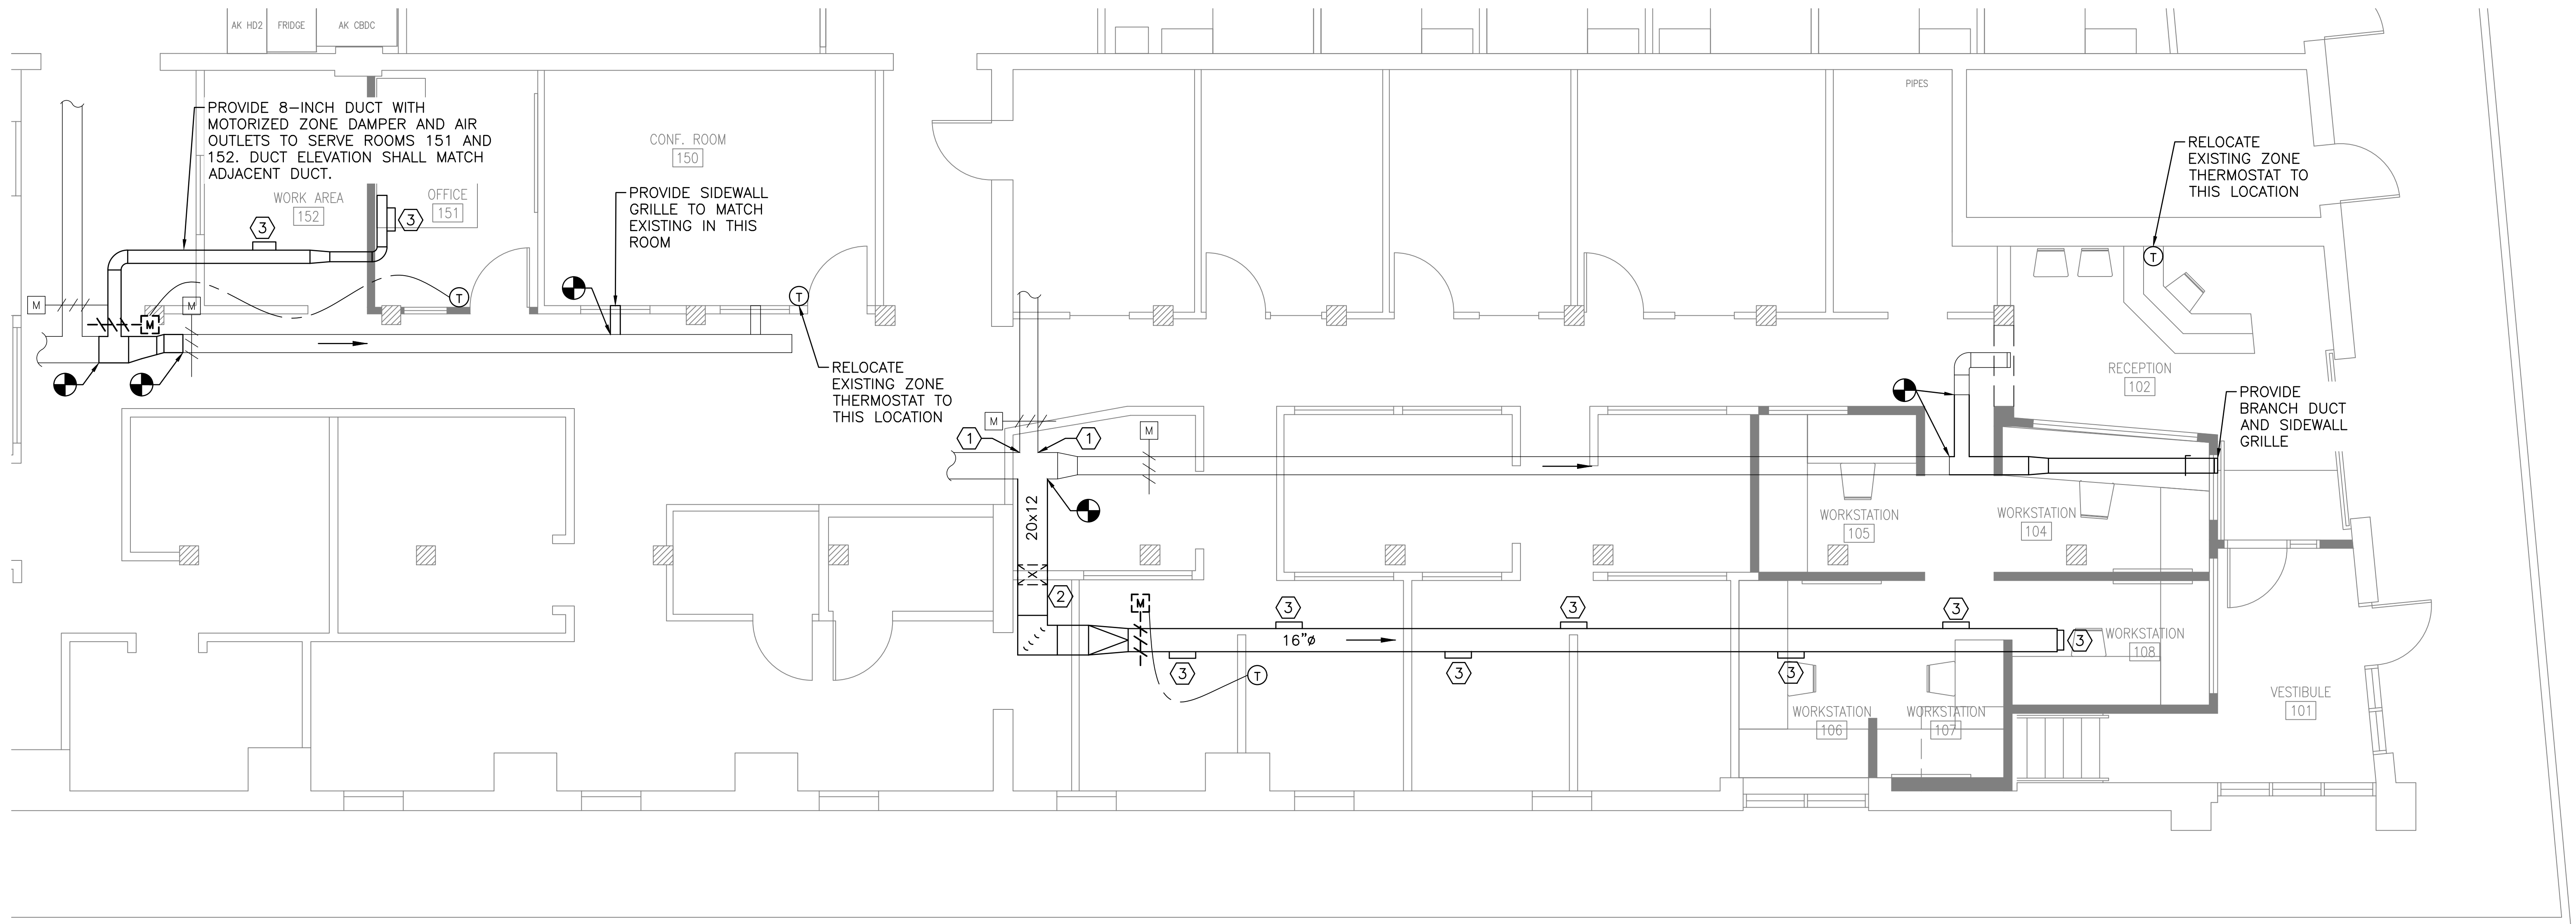 AK HD2
FRIDGE
AK CBDC
PIPES
PROVIDE 8-INCH DUCT WITH
MOTORIZED ZONE DAMPER AND AIR
OUTLETS TO SERVE ROOMS 151 AND
152. DUCT ELEVATION SHALL MATCH
ADJACENT DUCT.
CONF. ROOM
150
RELOCATE
EXISTING ZONE
THERMOSTAT TO
THIS LOCATION
WORK AREA
152
OFFICE
151
PROVIDE SIDEWALL
GRILLE TO MATCH
EXISTING IN THIS
ROOM
3
3
T
M
M
M
T
T
RELOCATE
EXISTING ZONE
THERMOSTAT TO
THIS LOCATION
RECEPTION
102
PROVIDE
BRANCH DUCT
AND SIDEWALL
GRILLE
M
M
1
1
20x12
WORKSTATION
105
WORKSTATION
104
X
2
M
3
3
3
16"ø
3
WORKSTATION
108
3
3
3
T
WORKSTATION
106
WORKSTATION
107
VESTIBULE
101